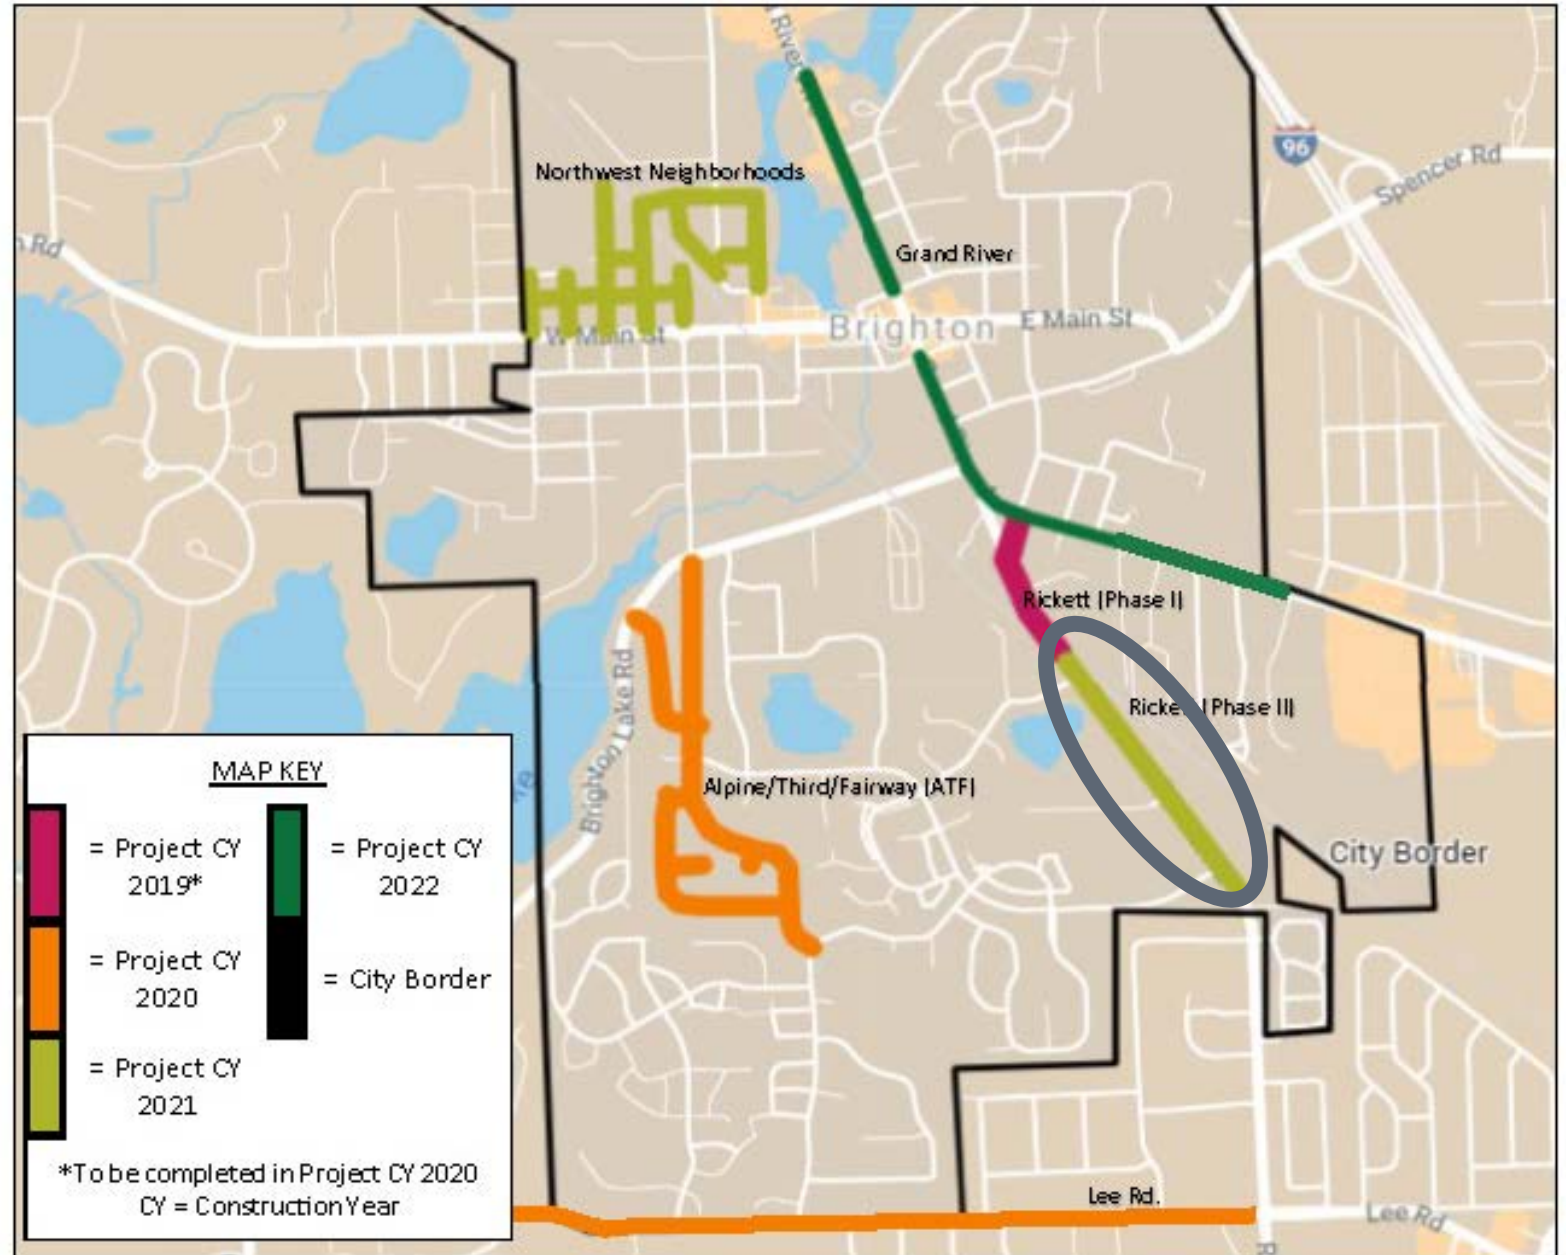 River
96
Spencer Rd
Northwest Neighborhoods
Rd
Grand River
Brighton
E Main St
W Main St
Rickett (Phase I)
Phase II)
Brighton Lake Rd
Alpine/Third/Fairway (ATF)
City Border
MAP KEY
= Project CY
2019*
= Project CY
2022
= Project CY
2020
= City Border
= Project CY
2021
*To be completed in Project CY 2020
CY = Construction Year
Lee Rd.
Lee Rd